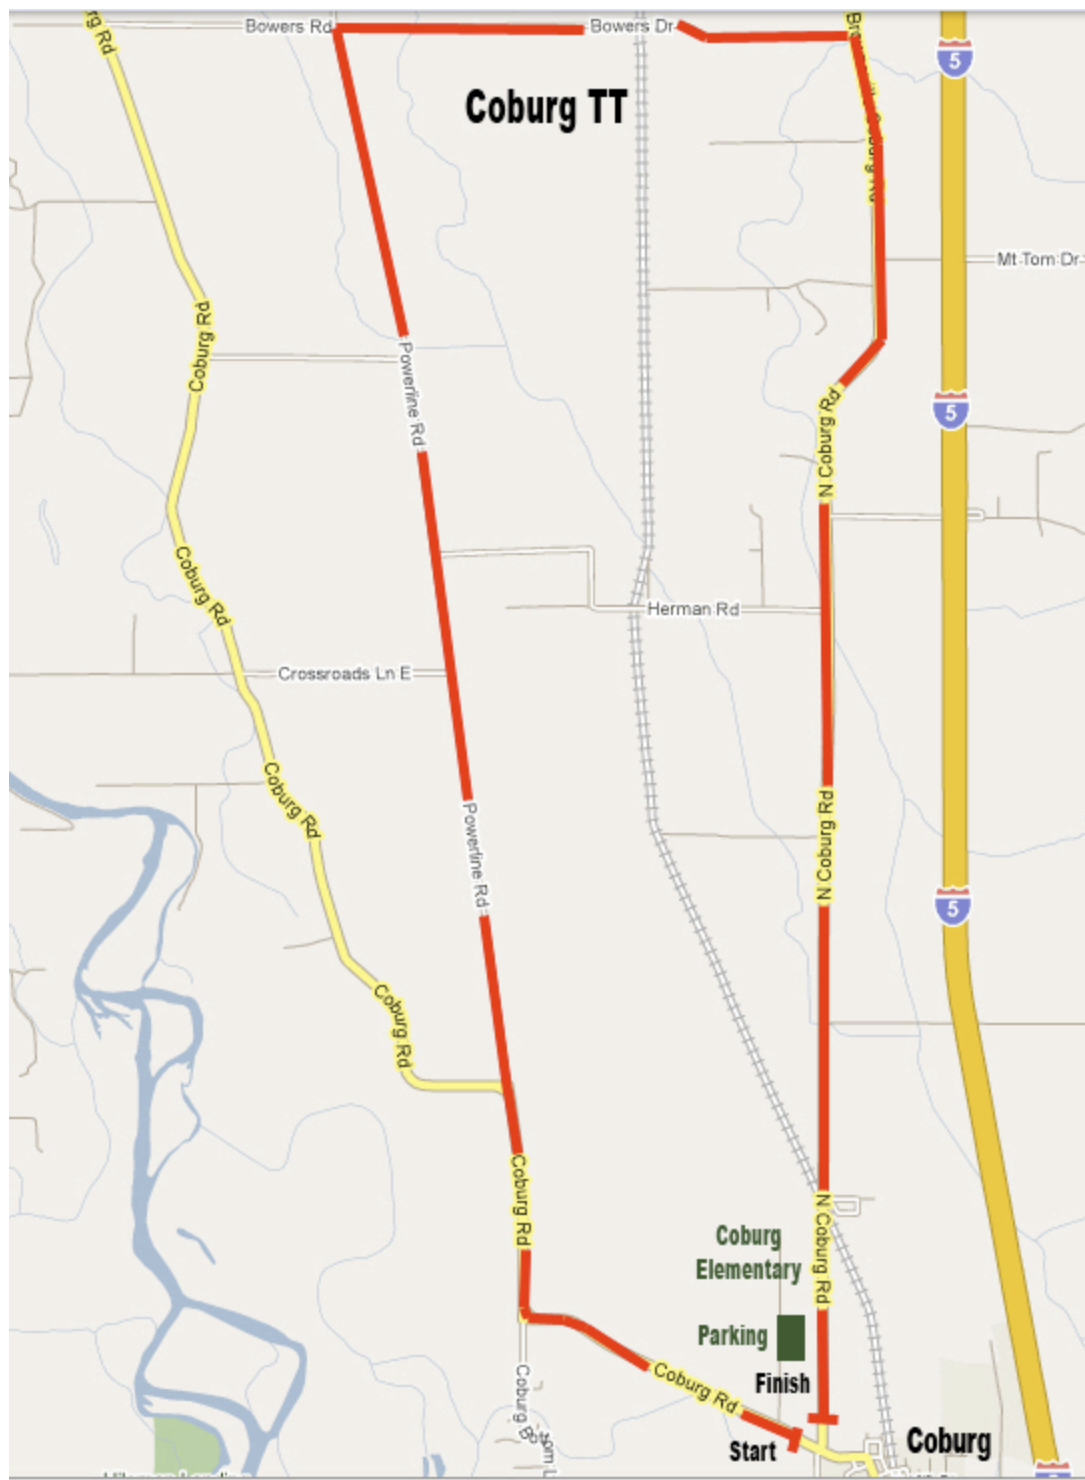 rg Rd
Bowers Rd
Bowers Dr
5
Coburg TT
Mt Tom Dr
Coburg Rd
Powerline Rd
N Coburg Rd
5
Coburg Rd
Herman Rd
Crossroads Ln E
Coburg Rd
Powerline Rd
N Coburg Rd
5
Coburg Rd
Coburg Rd
N Coburg Rd
Coburg
Elementary
Parking
Coburg Rd
Finish
Start
Coburg